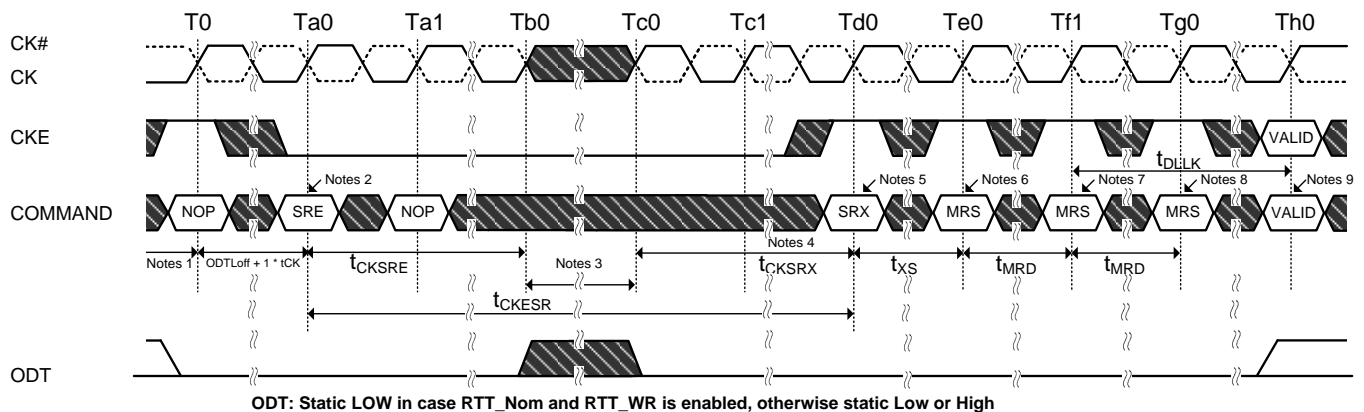 T0 Ta0 Ta1 Tb0 Tc0 Tc1 Td0 Te0 Tf1 Tg0 Th0
CK#
CK
CKE
VALID
tDLLK
Notes 2 Notes 5 Notes 6 Notes 7 Notes 8 Notes 9
COMMAND
NOP SRE NOP SRX MRS MRS MRS VALID
Notes 1 ODTLoff + 1 * tCK tCKSRE Notes 3 Notes 4 tCKSRX tXS tMRD tMRD
tCKESR
ODT
ODT: Static LOW in case RTT_Nom and RTT_WR is enabled, otherwise static Low or High